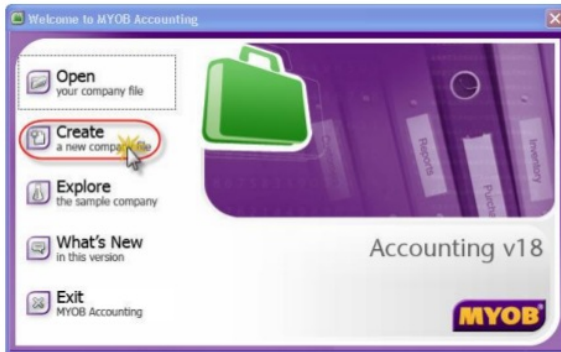 Welcome to MYOB Accounting
Open
your company file
Create
a new company file
Explore
the sample company
What's New
in this version
Exit
MYOB Accounting
Reports
Inventory
Accounting v18
MYOB